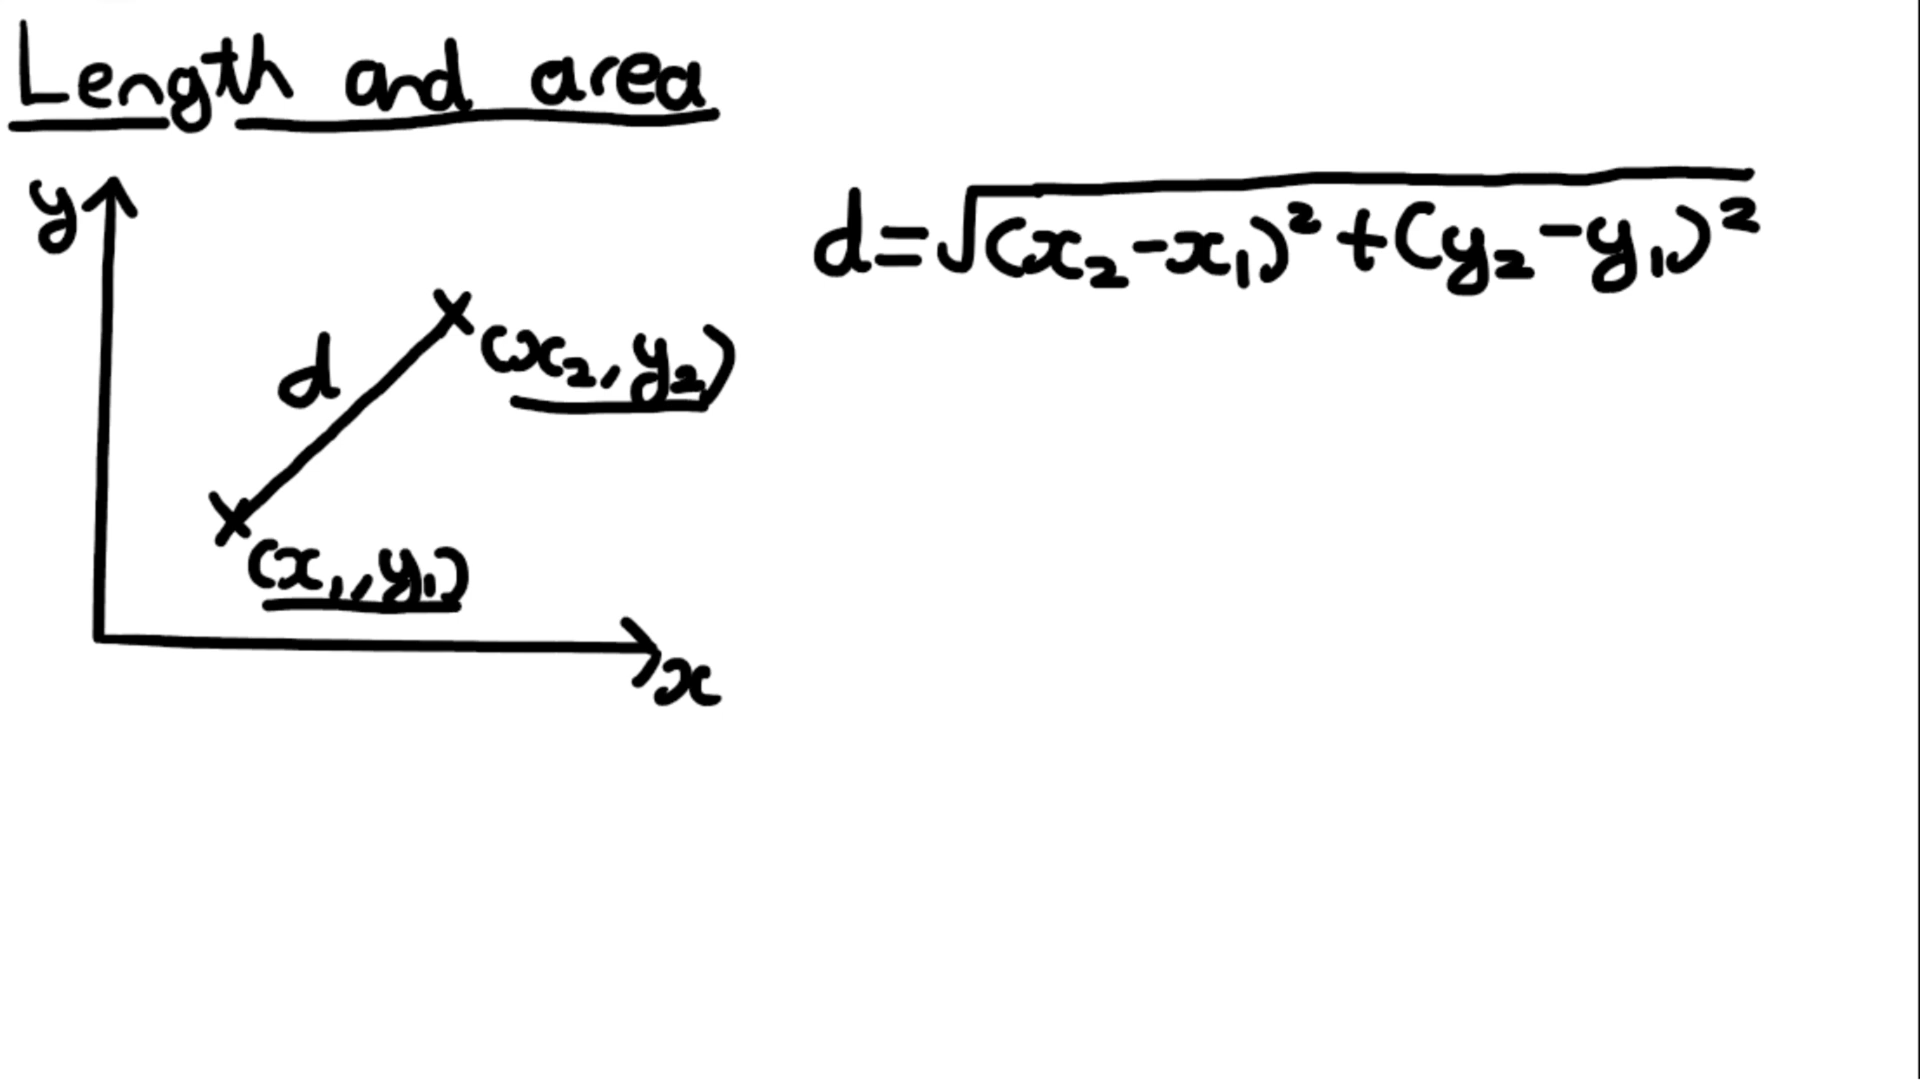 Length and area
y
d=√(x₂-x₁)²+(y₂-y₁)²
d
(x₂,y₂)
(x₁,y₁)
x